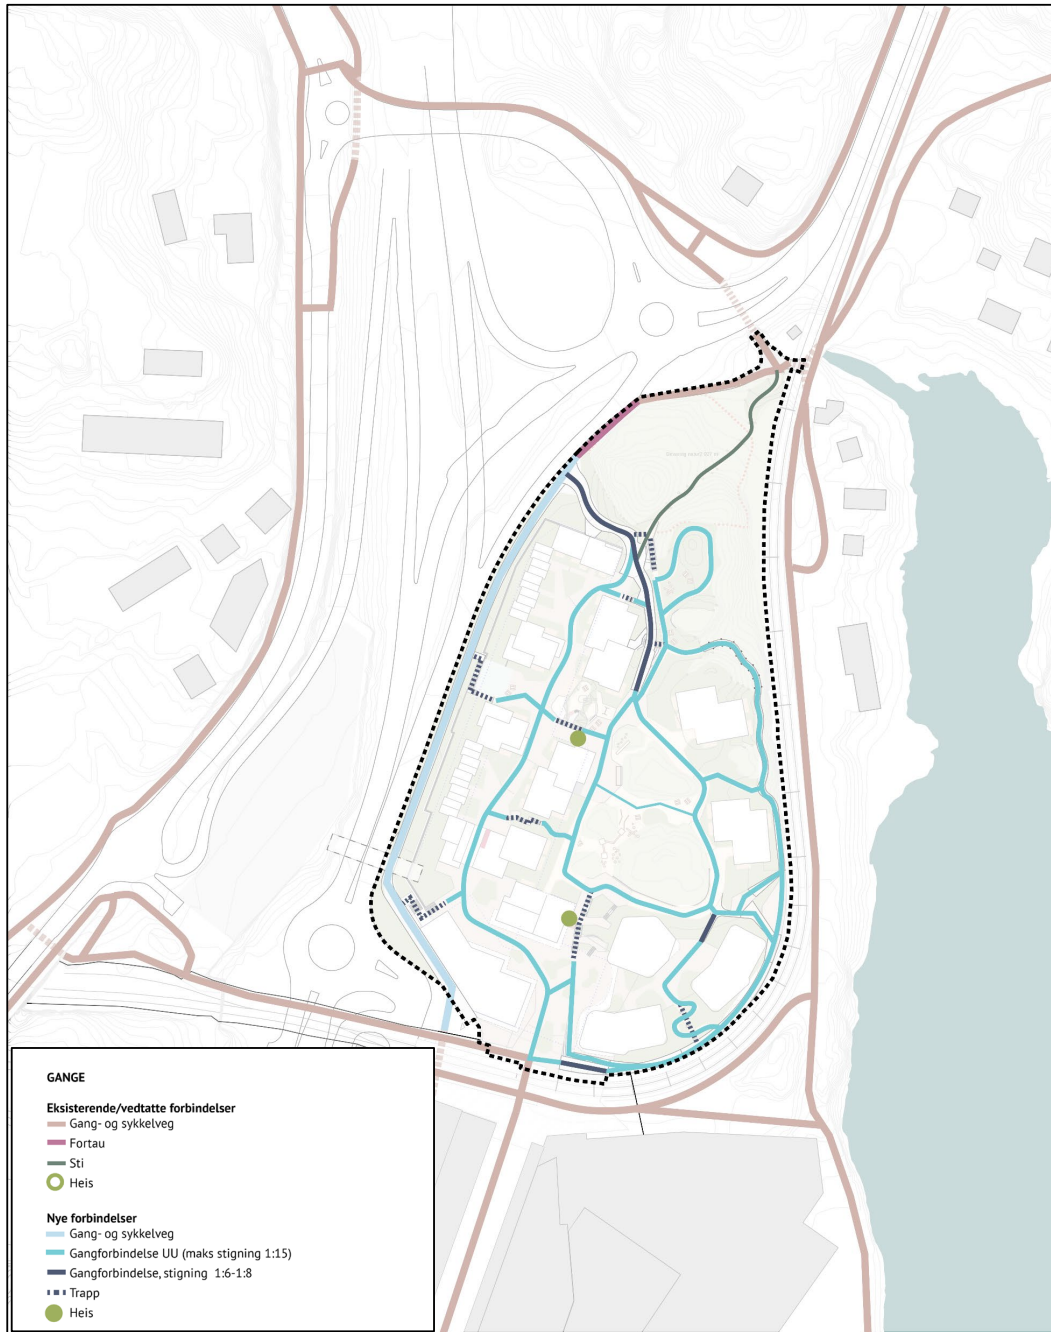 GANGE
Eksisterende/vedtatte forbindelser
Gang- og sykkelveg
Fortau
Sti
Heis
Nye forbindelser
Gang- og sykkelveg
Gangforbindelse UU (maks stigning 1:15)
Gangforbindelse, stigning 1:6-1:8
Trapp
Heis